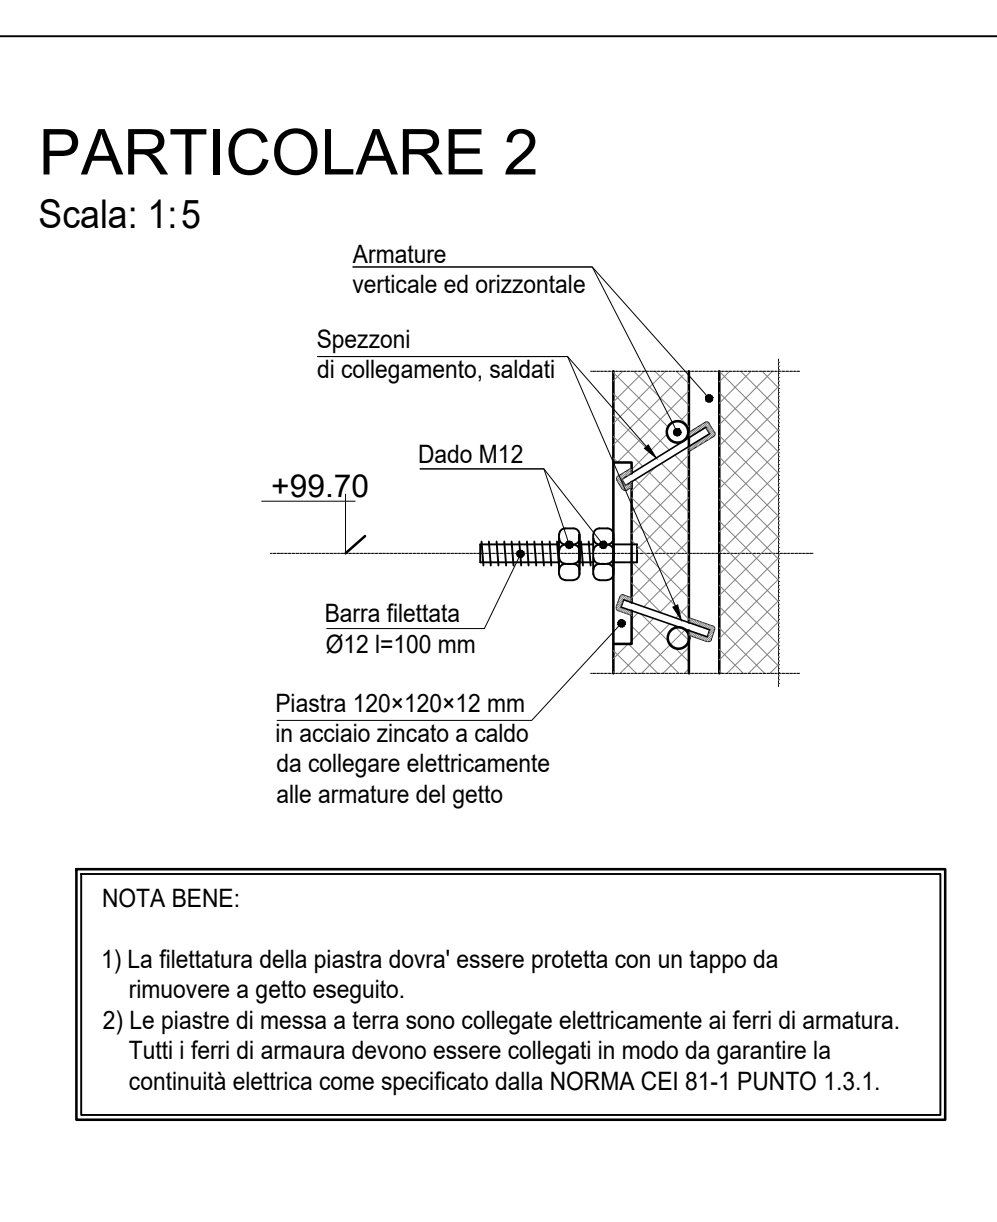 PARTICOLARE 2
Scala: 1:5
Armature
verticale ed orizzontale
Spezzoni
di collegamento, saldati
Dado M12
+99.70
Barra filettata
Ø12 l=100 mm
Piastra 120×120×12 mm
in acciaio zincato a caldo
da collegare elettricamente
alle armature del getto
NOTA BENE:
1) La filettatura della piastra dovra' essere protetta con un tappo da
rimuovere a getto eseguito.
2) Le piastre di messa a terra sono collegate elettricamente ai ferri di armatura.
Tutti i ferri di armaura devono essere collegati in modo da garantire la
continuità elettrica come specificato dalla NORMA CEI 81-1 PUNTO 1.3.1.